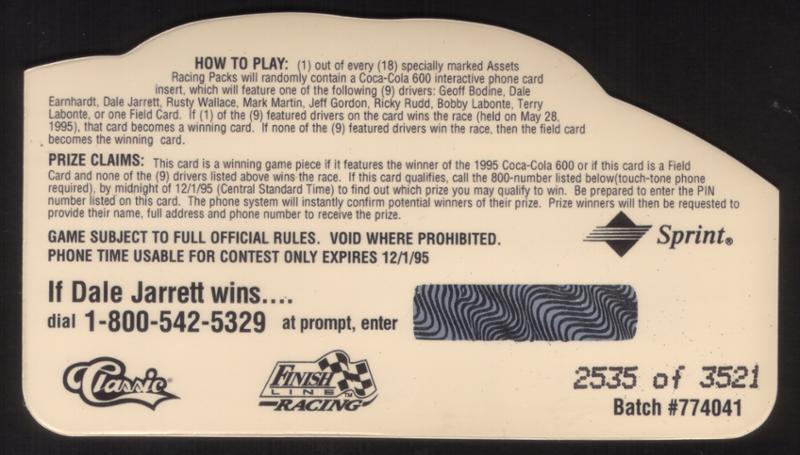 HOW TO PLAY: (1) out of every (18) specially marked Assets
Racing Packs will randomly contain a Coca-Cola 600 interactive phone card
insert, which will feature one of the following (9) drivers: Geoff Bodine, Dale
Earnhardt, Dale Jarrett, Rusty Wallace, Mark Martin, Jeff Gordon, Ricky Rudd, Bobby Labonte, Terry
Labonte, or one Field Card. If (1) of the (9) featured drivers on the card wins the race (held on May 28,
1995), that card becomes a winning card. If none of the (9) featured drivers win the race, then the field card
becomes the winning card.
PRIZE CLAIMS: This card is a winning game piece if it features the winner of the 1995 Coca-Cola 600 or if this card is a Field
Card and none of the (9) drivers listed above wins the race. If this card qualifies, call the 800-number listed below(touch-tone phone
required), by midnight of 12/1/95 (Central Standard Time) to find out which prize you may qualify to win. Be prepared to enter the PIN
number listed on this card. The phone system will instantly confirm potential winners of their prize. Prize winners will then be requested to
provide their name, full address and phone number to receive the prize.
GAME SUBJECT TO FULL OFFICIAL RULES. VOID WHERE PROHIBITED.
PHONE TIME USABLE FOR CONTEST ONLY EXPIRES 12/1/95
Sprint®
If Dale Jarrett wins....
dial 1-800-542-5329 at prompt, enter
Classic®
FINISH
LINE
RACING™
2535 of 3521
Batch #774041